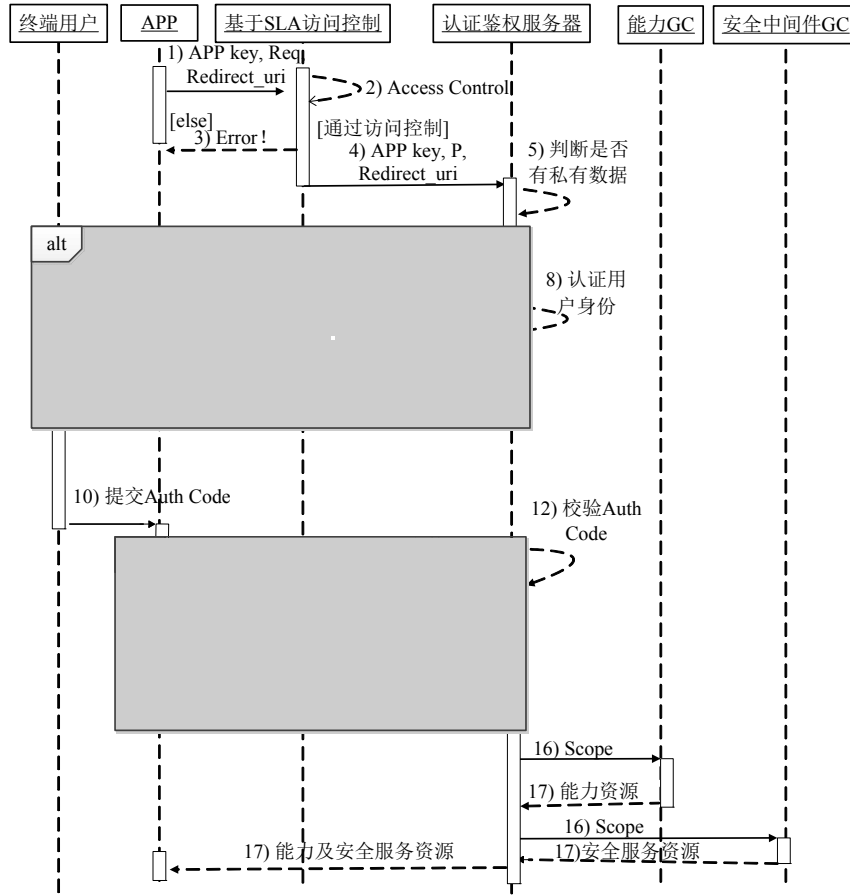 终端用户
APP
基于SLA访问控制
认证鉴权服务器
能力GC
安全中间件GC
1) APP key, Req,
Redirect_uri
2) Access Control
[else]
3) Error!
[通过访问控制]
4) APP key, P,
Redirect_uri
5) 判断是否
有私有数据
alt
8) 认证用
户身份
10) 提交Auth Code
12) 校验Auth
Code
16) Scope
17) 能力资源
16) Scope
17)安全服务资源
17) 能力及安全服务资源